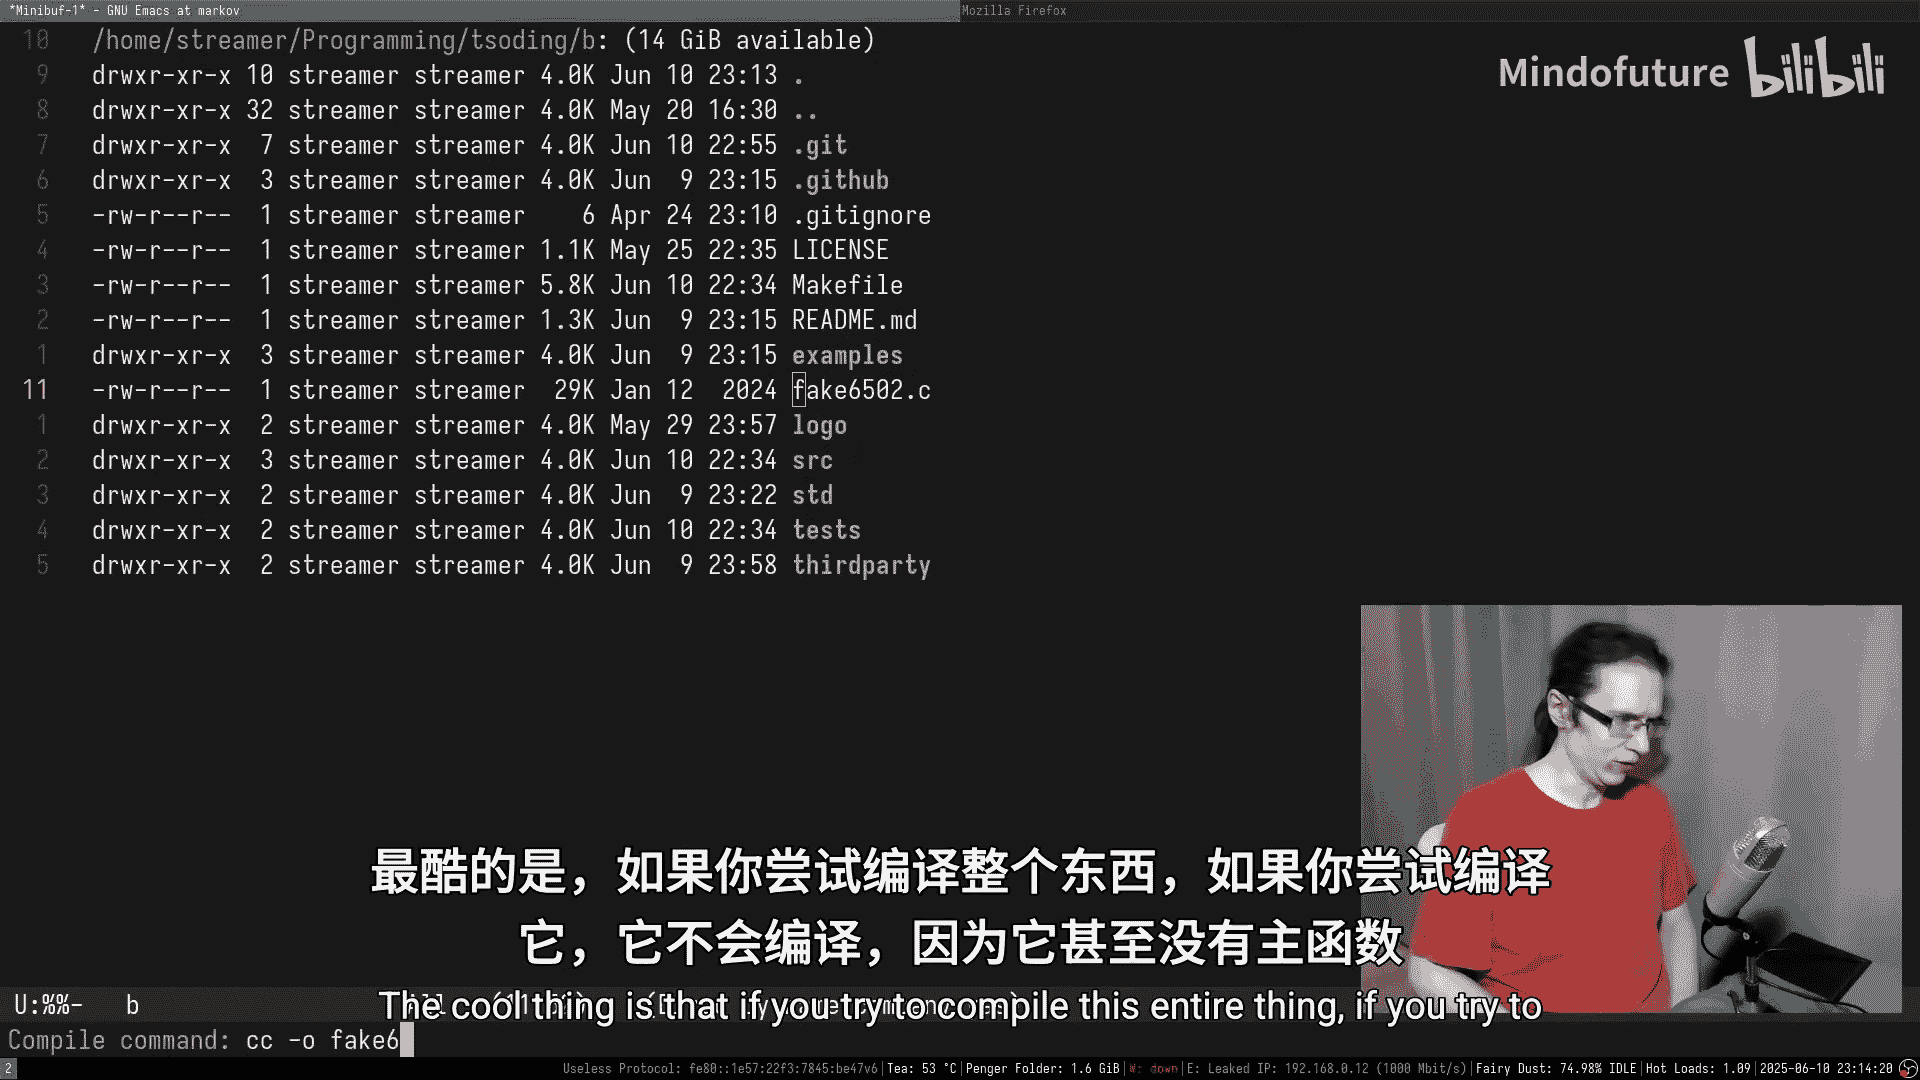 *Minibuf-1* - GNU Emacs at markov
Mozilla Firefox
10 /home/streamer/Programming/tsoding/b: (14 GiB available)
9 drwxr-xr-x 10 streamer streamer 4.0K Jun 10 23:13 .
8 drwxr-xr-x 32 streamer streamer 4.0K May 20 16:30 ..
7 drwxr-xr-x 7 streamer streamer 4.0K Jun 10 22:55 .git
6 drwxr-xr-x 3 streamer streamer 4.0K Jun 9 23:15 .github
5 -rw-r--r-- 1 streamer streamer 6 Apr 24 23:10 .gitignore
4 -rw-r--r-- 1 streamer streamer 1.1K May 25 22:35 LICENSE
3 -rw-r--r-- 1 streamer streamer 5.8K Jun 10 22:34 Makefile
2 -rw-r--r-- 1 streamer streamer 1.3K Jun 9 23:15 README.md
1 drwxr-xr-x 3 streamer streamer 4.0K Jun 9 23:15 examples
11 -rw-r--r-- 1 streamer streamer 29K Jan 12 2024 fake6502.c
1 drwxr-xr-x 2 streamer streamer 4.0K May 29 23:57 logo
2 drwxr-xr-x 3 streamer streamer 4.0K Jun 10 22:34 src
3 drwxr-xr-x 2 streamer streamer 4.0K Jun 9 23:22 std
4 drwxr-xr-x 2 streamer streamer 4.0K Jun 10 22:34 tests
5 drwxr-xr-x 2 streamer streamer 4.0K Jun 9 23:58 thirdparty
Mindofuture bilibili
最酷的是，如果你尝试编译整个东西，如果你尝试编译
它，它不会编译，因为它甚至没有主函数
The cool thing is that if you try to compile this entire thing, if you try to
U:%%- b
Compile command: cc -o fake6
2
Useless Protocol: fe80::1e57:22f3:7845:be47v6|Tea: 53 °C|Penger Folder: 1.6 GiB|W: down|E: Leaked IP: 192.168.0.12 (1000 Mbit/s)|Fairy Dust: 74.98% IDLE|Hot Loads: 1.09|2025-06-10 23:14:20